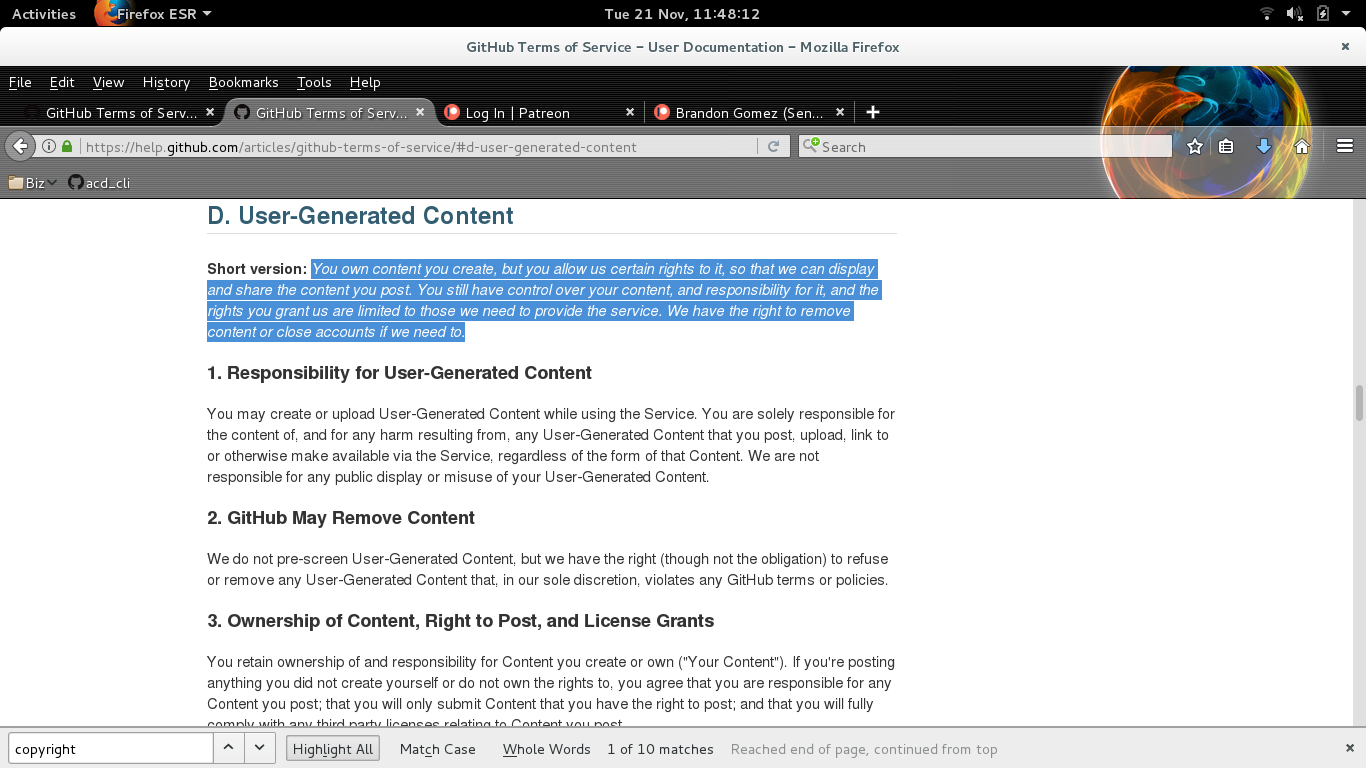 Activities Firefox ESR Tue 21 Nov, 11:48:12
GitHub Terms of Service – User Documentation – Mozilla Firefox ×
File Edit View History Bookmarks Tools Help
GitHub Terms of Serv... × GitHub Terms of Serv... × Log In | Patreon × Brandon Gomez (Sen... × +
https://help.github.com/articles/github-terms-of-service/#d-user-generated-content Search
Biz acd_cli
D. User-Generated Content
Short version: You own content you create, but you allow us certain rights to it, so that we can display
and share the content you post. You still have control over your content, and responsibility for it, and the
rights you grant us are limited to those we need to provide the service. We have the right to remove
content or close accounts if we need to.
1. Responsibility for User-Generated Content
You may create or upload User-Generated Content while using the Service. You are solely responsible for
the content of, and for any harm resulting from, any User-Generated Content that you post, upload, link to
or otherwise make available via the Service, regardless of the form of that Content. We are not
responsible for any public display or misuse of your User-Generated Content.
2. GitHub May Remove Content
We do not pre-screen User-Generated Content, but we have the right (though not the obligation) to refuse
or remove any User-Generated Content that, in our sole discretion, violates any GitHub terms or policies.
3. Ownership of Content, Right to Post, and License Grants
You retain ownership of and responsibility for Content you create or own ("Your Content"). If you're posting
anything you did not create yourself or do not own the rights to, you agree that you are responsible for any
Content you post; that you will only submit Content that you have the right to post; and that you will fully
comply with any third party licenses relating to Content you post.
copyright Highlight All Match Case Whole Words 1 of 10 matches Reached end of page, continued from top ×